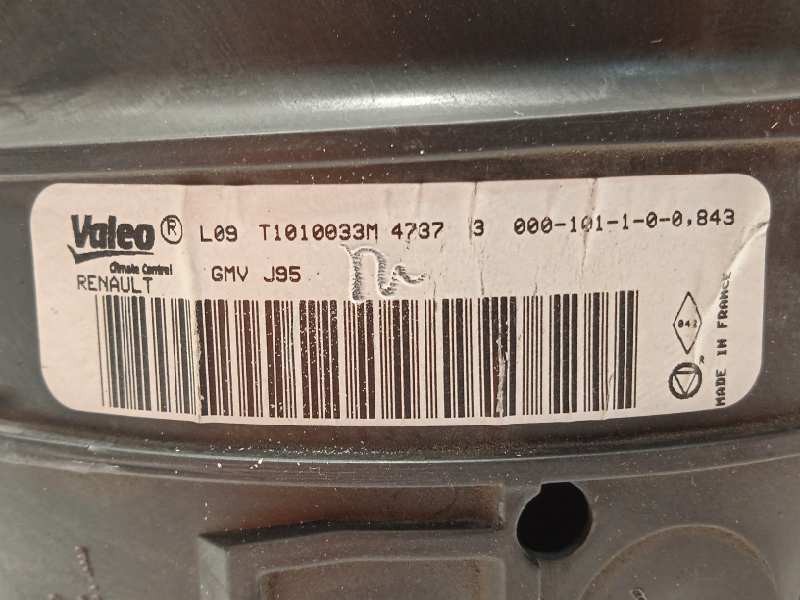 Valeo ® L09 T1010033M 4737 3 000-101-1-0-0,843
Climate Control
RENAULT GMV J95
042
R
MADE IN FRANCE